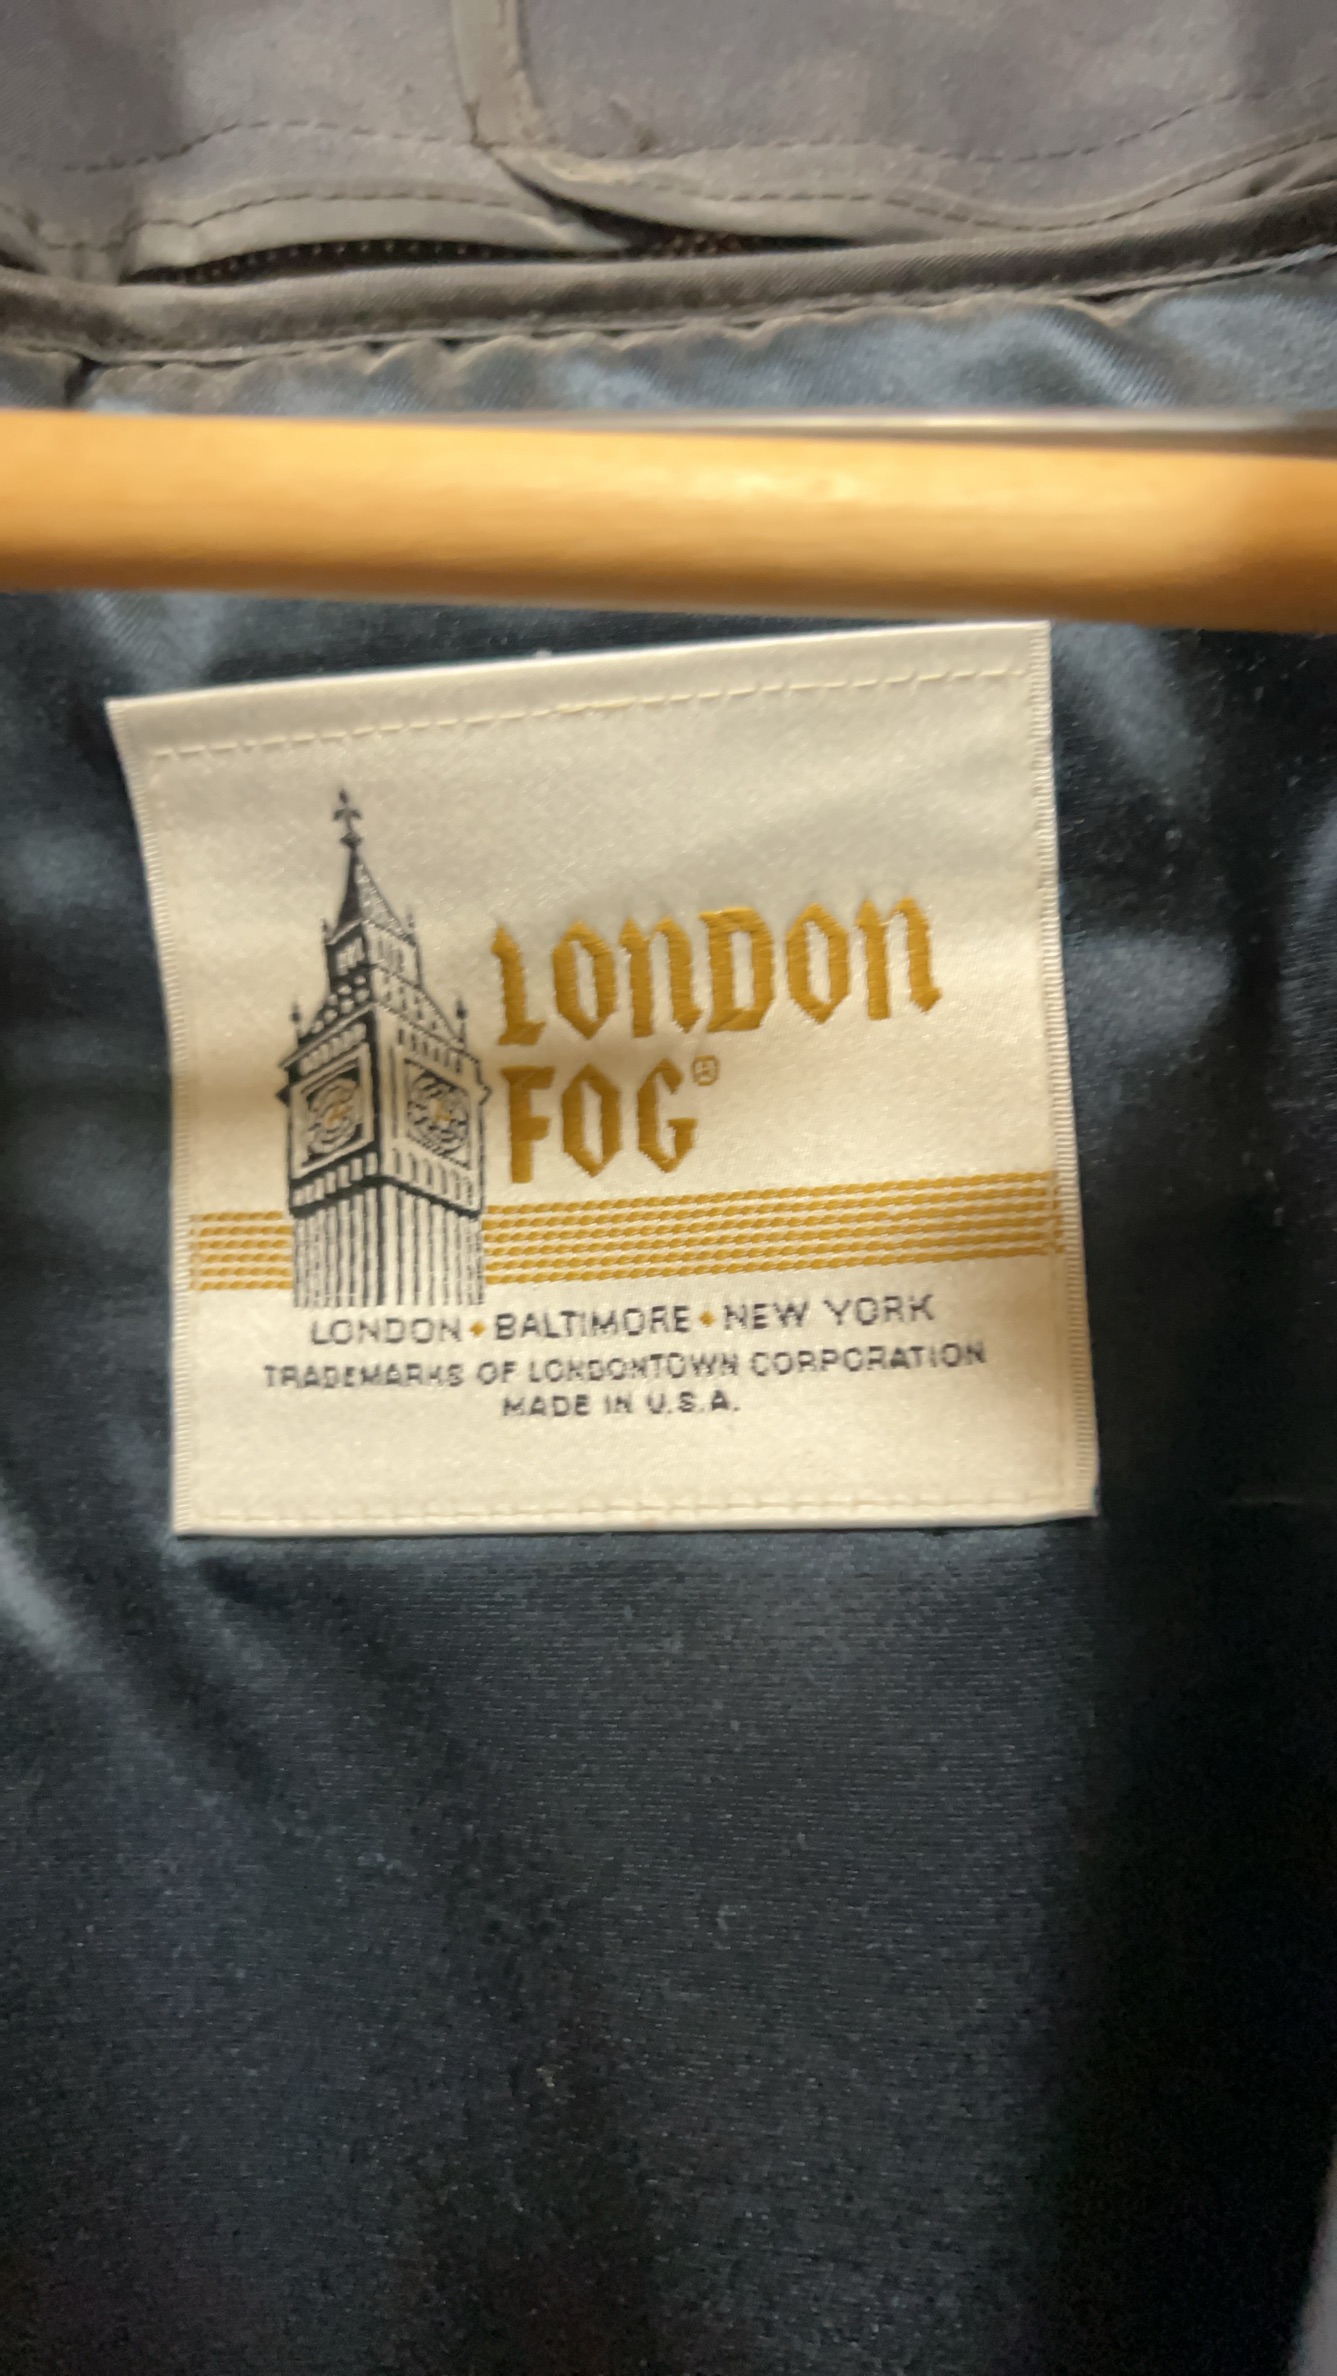 LONDON
FOG®
LONDON • BALTIMORE • NEW YORK
TRADEMARKS OF LONDONTOWN CORPORATION
MADE IN U.S.A.